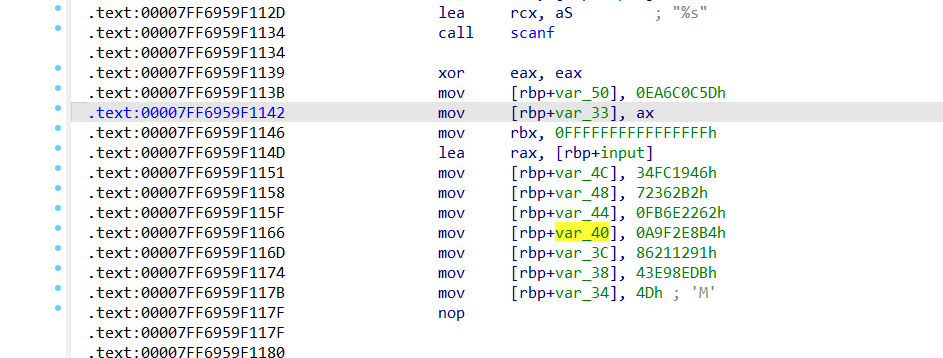 .text:00007FF6959F112D lea rcx, aS ; "%s"
.text:00007FF6959F1134 call scanf
.text:00007FF6959F1134
.text:00007FF6959F1139 xor eax, eax
.text:00007FF6959F113B mov [rbp+var_50], 0EA6C0C5Dh
.text:00007FF6959F1142 mov [rbp+var_33], ax
.text:00007FF6959F1146 mov rbx, 0FFFFFFFFFFFFFFFFh
.text:00007FF6959F114D lea rax, [rbp+input]
.text:00007FF6959F1151 mov [rbp+var_4C], 34FC1946h
.text:00007FF6959F1158 mov [rbp+var_48], 72362B2h
.text:00007FF6959F115F mov [rbp+var_44], 0FB6E2262h
.text:00007FF6959F1166 mov [rbp+var_40], 0A9F2E8B4h
.text:00007FF6959F116D mov [rbp+var_3C], 86211291h
.text:00007FF6959F1174 mov [rbp+var_38], 43E98EDBh
.text:00007FF6959F117B mov [rbp+var_34], 4Dh ; 'M'
.text:00007FF6959F117F nop
.text:00007FF6959F117F
.text:00007FF6959F1180